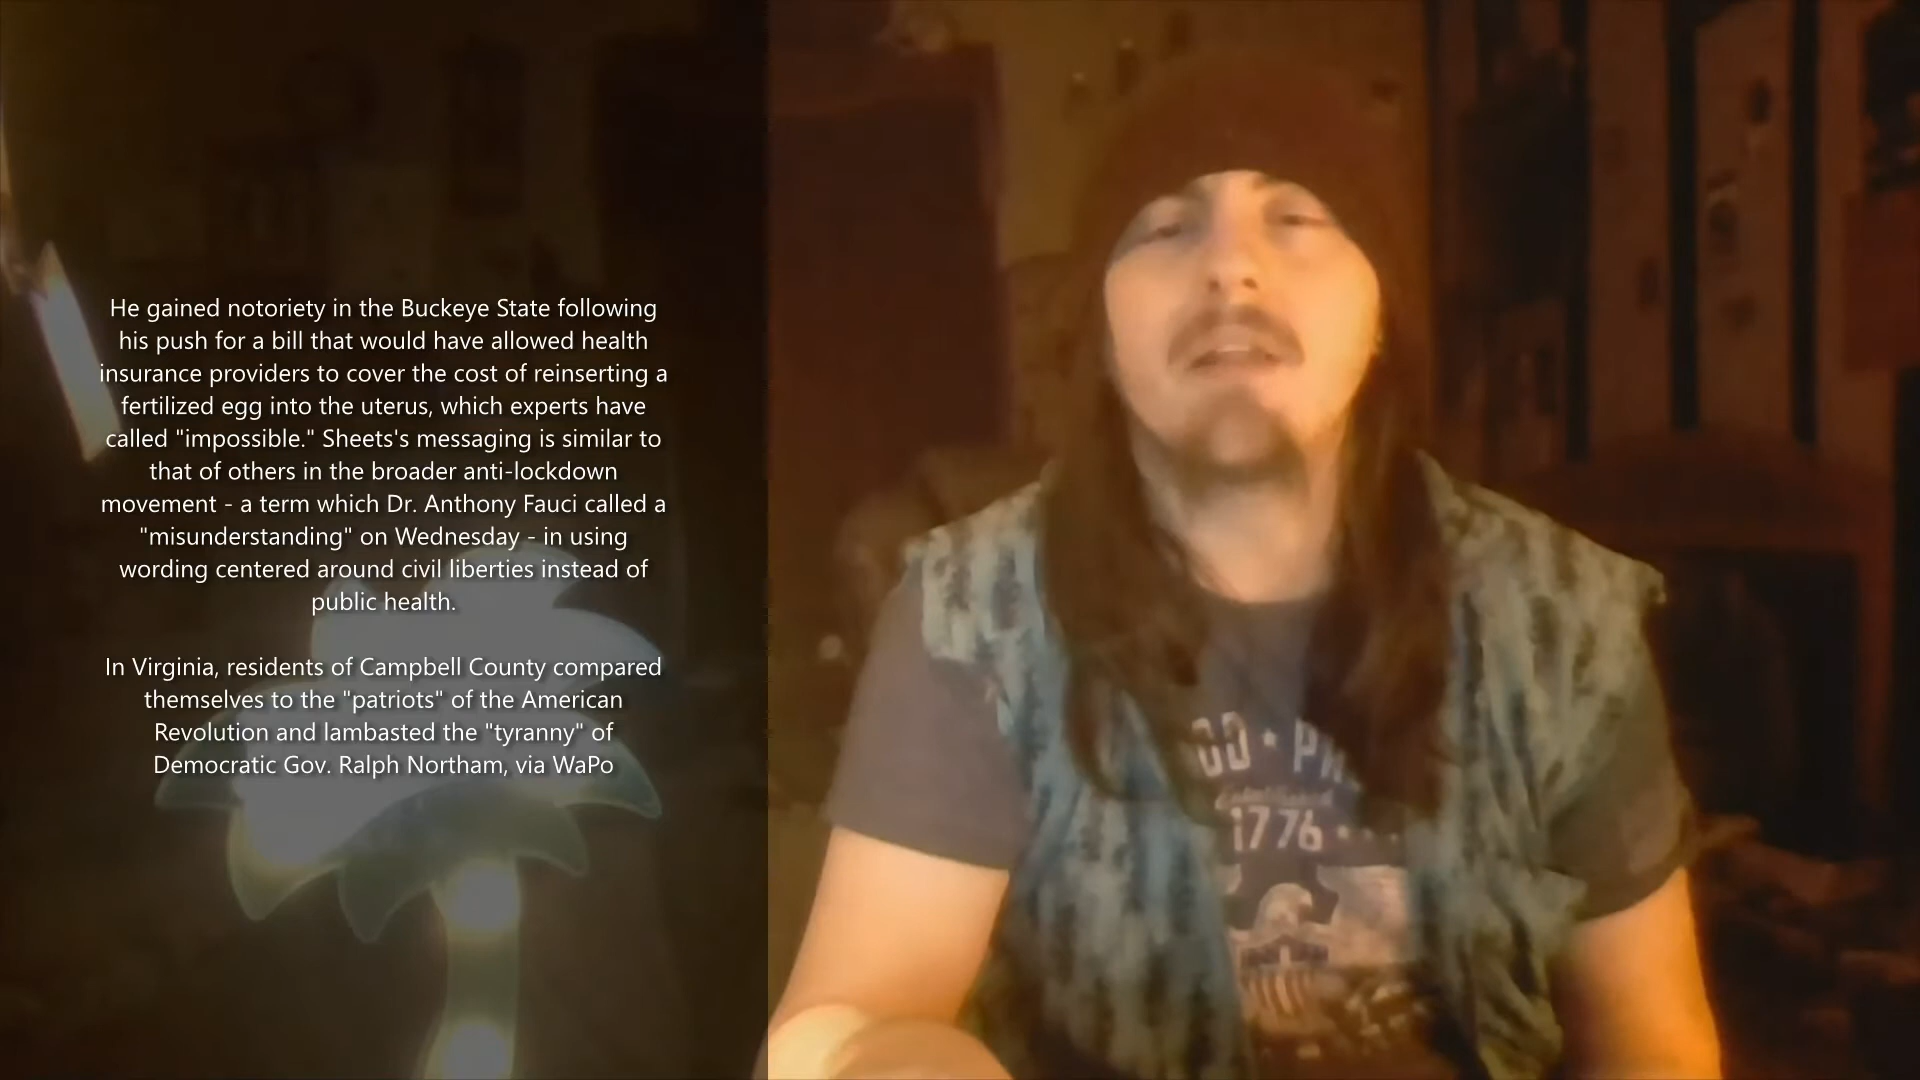 He gained notoriety in the Buckeye State following
his push for a bill that would have allowed health
insurance providers to cover the cost of reinserting a
fertilized egg into the uterus, which experts have
called "impossible." Sheets's messaging is similar to
that of others in the broader anti-lockdown
movement - a term which Dr. Anthony Fauci called a
"misunderstanding" on Wednesday - in using
wording centered around civil liberties instead of
public health.
In Virginia, residents of Campbell County compared
themselves to the "patriots" of the American
Revolution and lambasted the "tyranny" of
Democratic Gov. Ralph Northam, via WaPo
1776